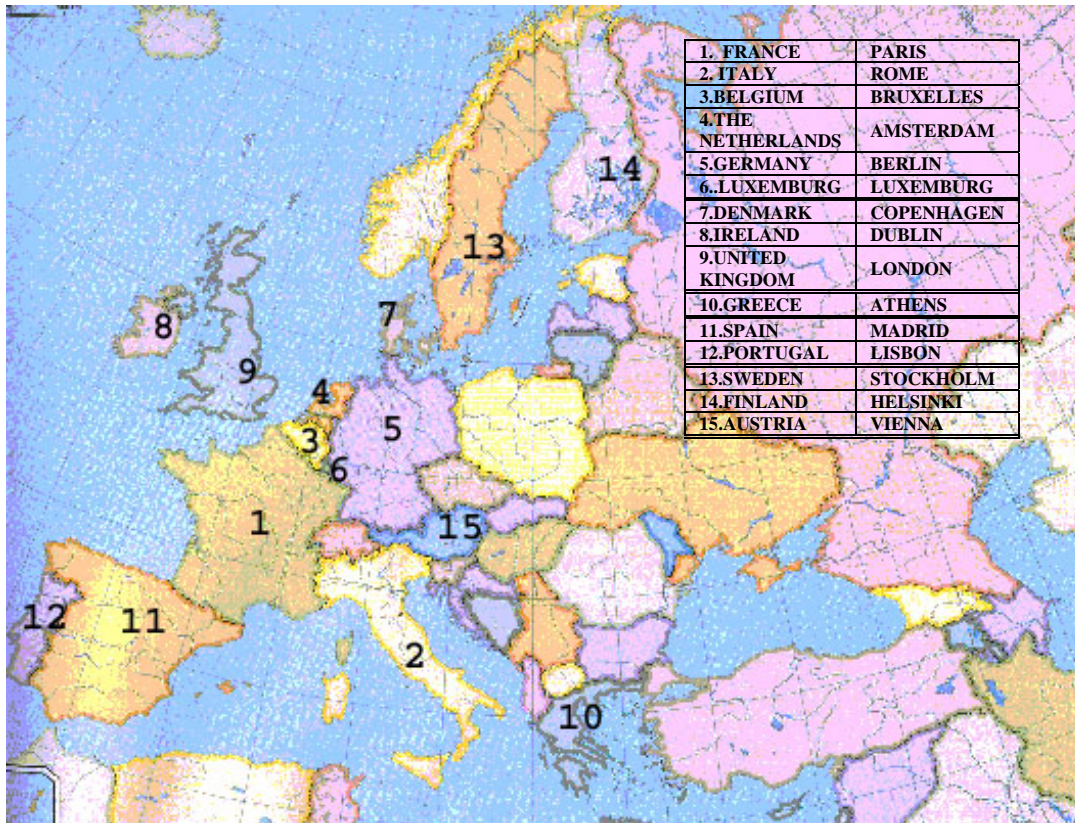 1. FRANCE PARIS
2. ITALY ROME
3.BELGIUM BRUXELLES
4.THE
NETHERLANDS AMSTERDAM
5.GERMANY BERLIN
6..LUXEMBURG LUXEMBURG
7.DENMARK COPENHAGEN
8.IRELAND DUBLIN
9.UNITED
KINGDOM LONDON
10.GREECE ATHENS
11.SPAIN MADRID
12.PORTUGAL LISBON
13.SWEDEN STOCKHOLM
14.FINLAND HELSINKI
15.AUSTRIA VIENNA
14
13
7
8
9
4
5
3
6
1
15
12
11
2
10